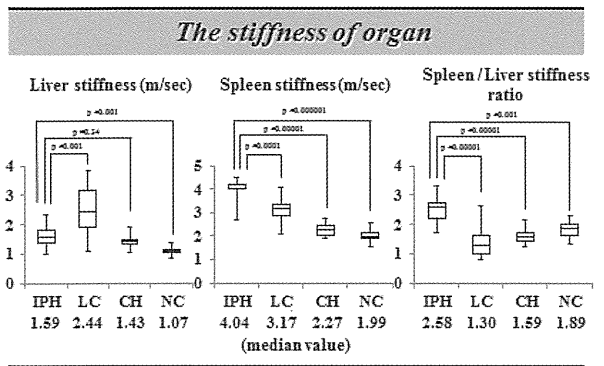 The stiffness of organ
Liver stiffness (m/sec)
p =0.001
p =0.54
p =0.001
4
3
2
1
0
IPH LC CH NC
1.59 2.44 1.43 1.07
Spleen stiffness (m/sec)
p =0.000001
p =0.00001
p =0.0001
5
4
3
2
1
0
IPH LC CH NC
4.04 3.17 2.27 1.99
(median value)
Spleen / Liver stiffness
ratio
p =0.001
p =0.00001
p =0.00001
4
3
2
1
0
IPH LC CH NC
2.58 1.30 1.59 1.89